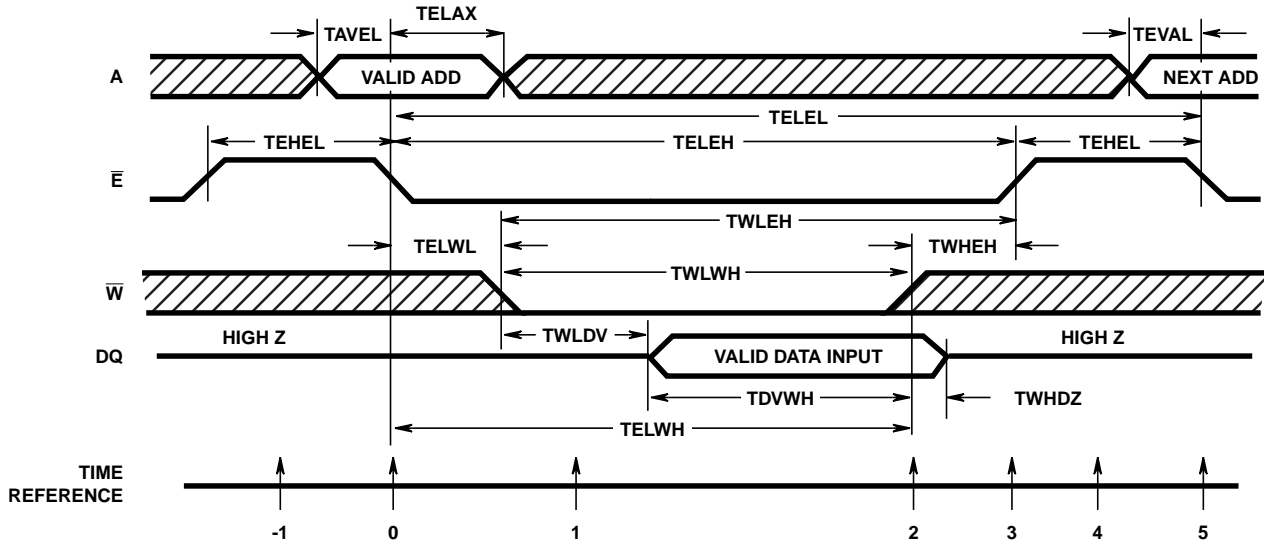 TELAX
TAVEL
TEVAL
A
VALID ADD
NEXT ADD
TELEL
TEHEL
TELEH
TEHEL
E̅
TWLEH
TELWL
TWHEH
TWLWH
W̅
HIGH Z
TWLDV
HIGH Z
DQ
VALID DATA INPUT
TDVWH
TWHDZ
TELWH
TIME
REFERENCE
-1 0 1 2 3 4 5